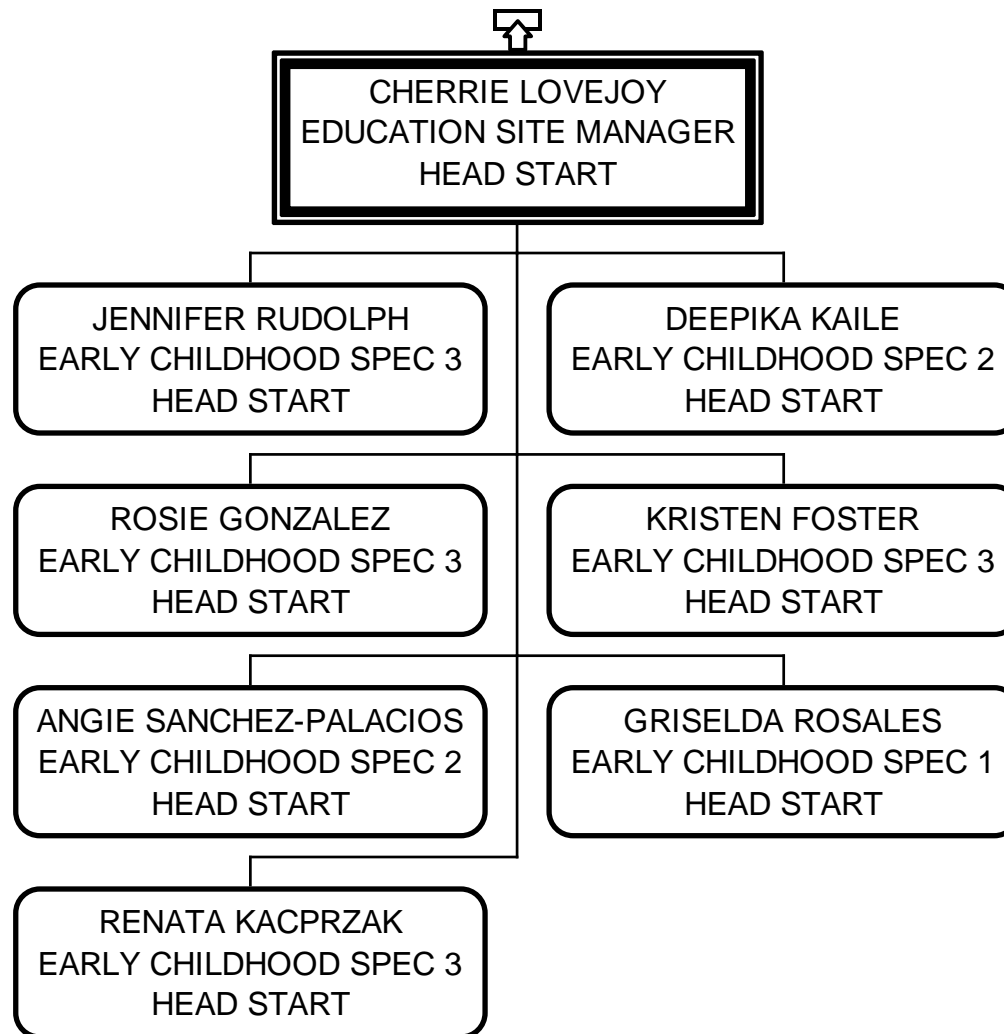 CHERRIE LOVEJOY
EDUCATION SITE MANAGER
HEAD START
JENNIFER RUDOLPH
EARLY CHILDHOOD SPEC 3
HEAD START
DEEPIKA KAILE
EARLY CHILDHOOD SPEC 2
HEAD START
ROSIE GONZALEZ
EARLY CHILDHOOD SPEC 3
HEAD START
KRISTEN FOSTER
EARLY CHILDHOOD SPEC 3
HEAD START
ANGIE SANCHEZ-PALACIOS
EARLY CHILDHOOD SPEC 2
HEAD START
GRISELDA ROSALES
EARLY CHILDHOOD SPEC 1
HEAD START
RENATA KACPRZAK
EARLY CHILDHOOD SPEC 3
HEAD START